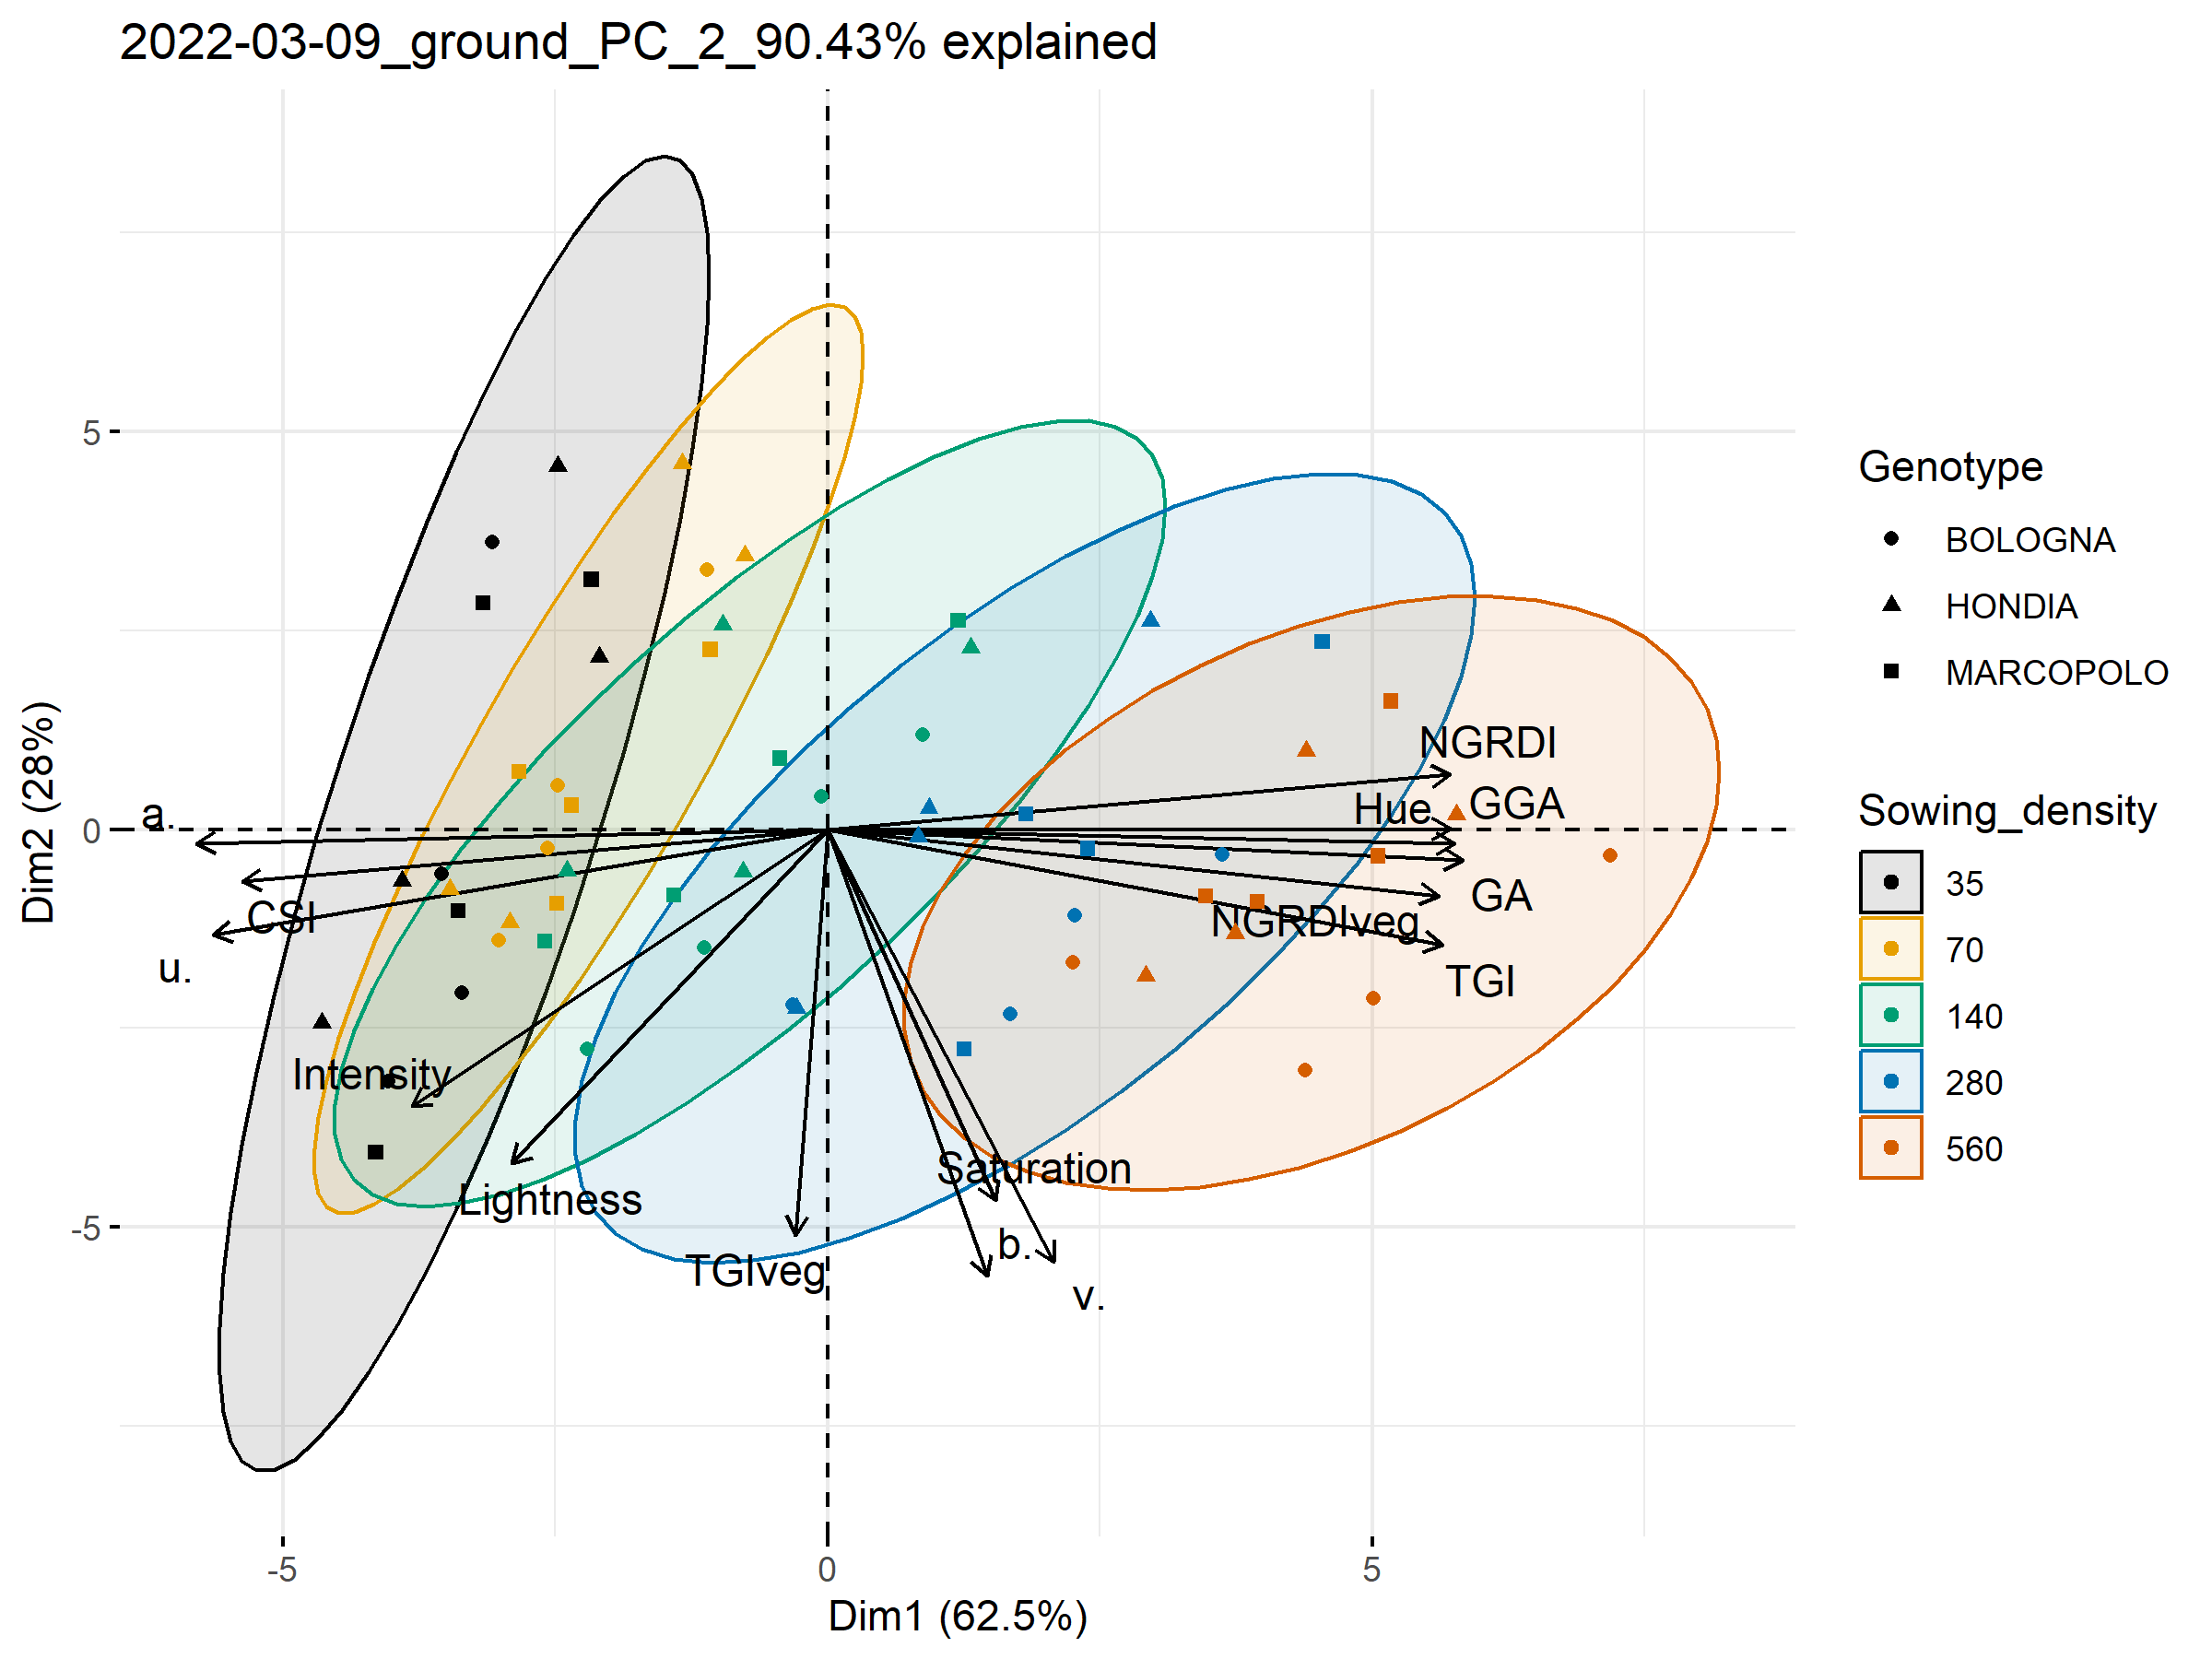 2022-03-09_ground_PC_2_90.43% explained
Dim2 (28%)
5
0
-5
a.
CSI
u.
Intensity
Lightness
TGIveg
Saturation
b.
v.
NGRDI
Hue
GGA
GA
NGRDIveg
TGI
-5
0
5
Dim1 (62.5%)
Genotype
BOLOGNA
HONDIA
MARCOPOLO
Sowing_density
35
70
140
280
560